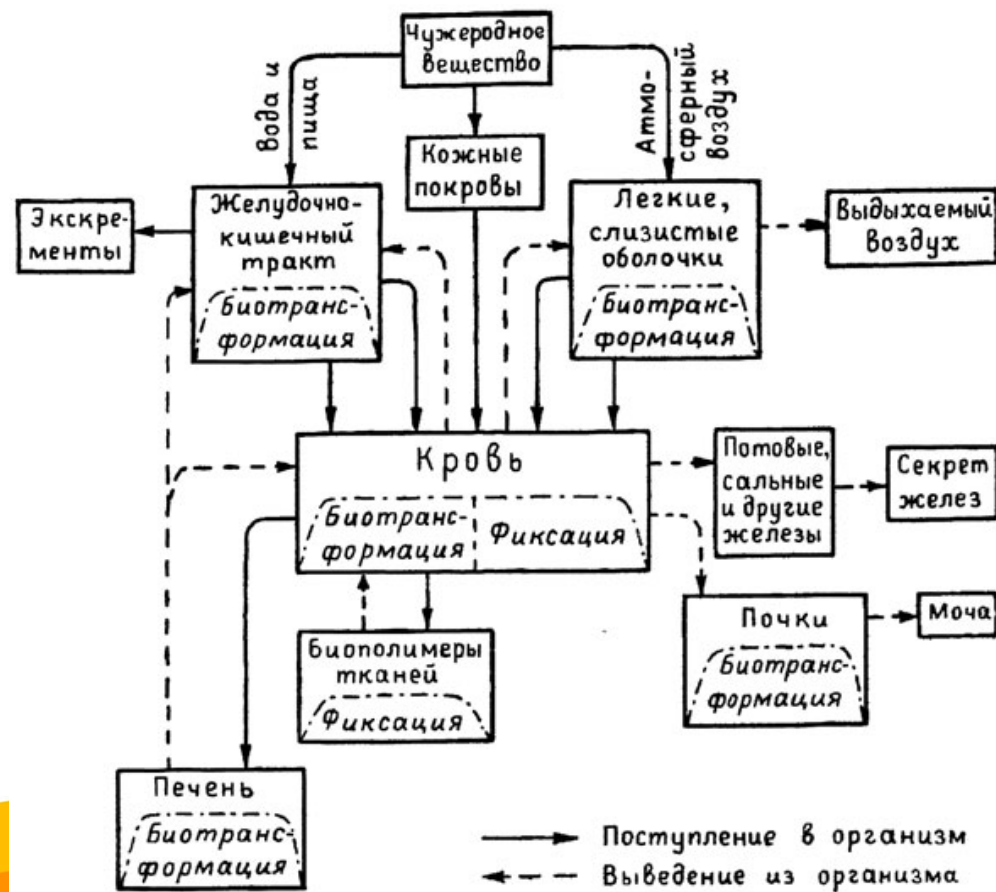 Чужеродное
вещество
Вода и
пища
Атмо-
сферный
воздух
Кожные
покровы
Экскре-
менты
Желудочно-
кишечный
тракт
Биотранс-
формация
Легкие,
слизистые
оболочки
Биотранс-
формация
Выдыхаемый
воздух
Кровь
Биотранс-
формация
Фиксация
Потовые,
сальные
и другие
железы
Секрет
желез
Биополимеры
тканей
Фиксация
Почки
Биотранс-
формация
Моча
Печень
Биотранс-
формация
Поступление в организм
Выведение из организма